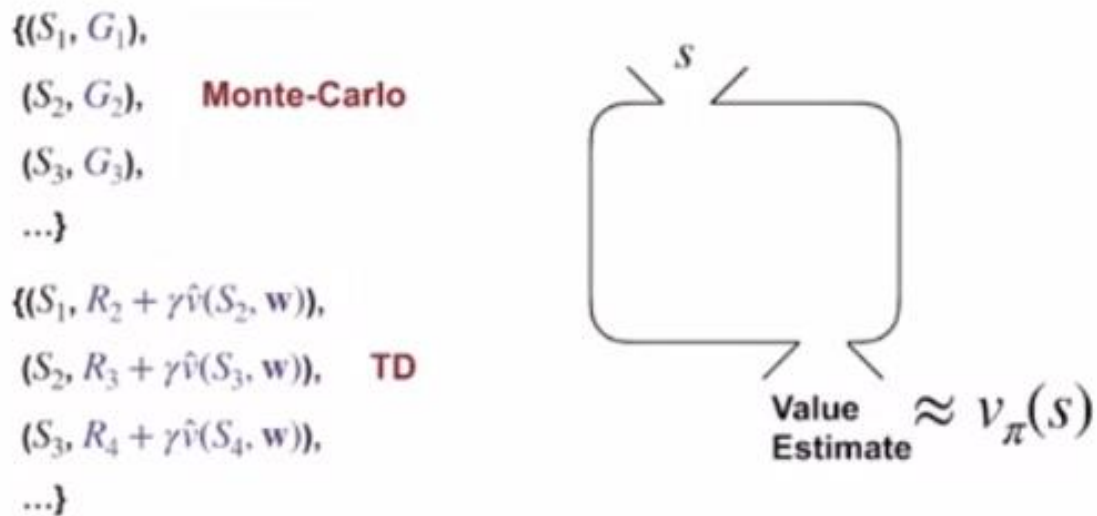 {(S₁, G₁),
(S₂, G₂), Monte-Carlo
(S₃, G₃),
...}
{(S₁, R₂ + γv̂(S₂, w)),
(S₂, R₃ + γv̂(S₃, w)), TD
(S₃, R₄ + γv̂(S₄, w)),
...}
s
Value
Estimate ≈ v_π(s)